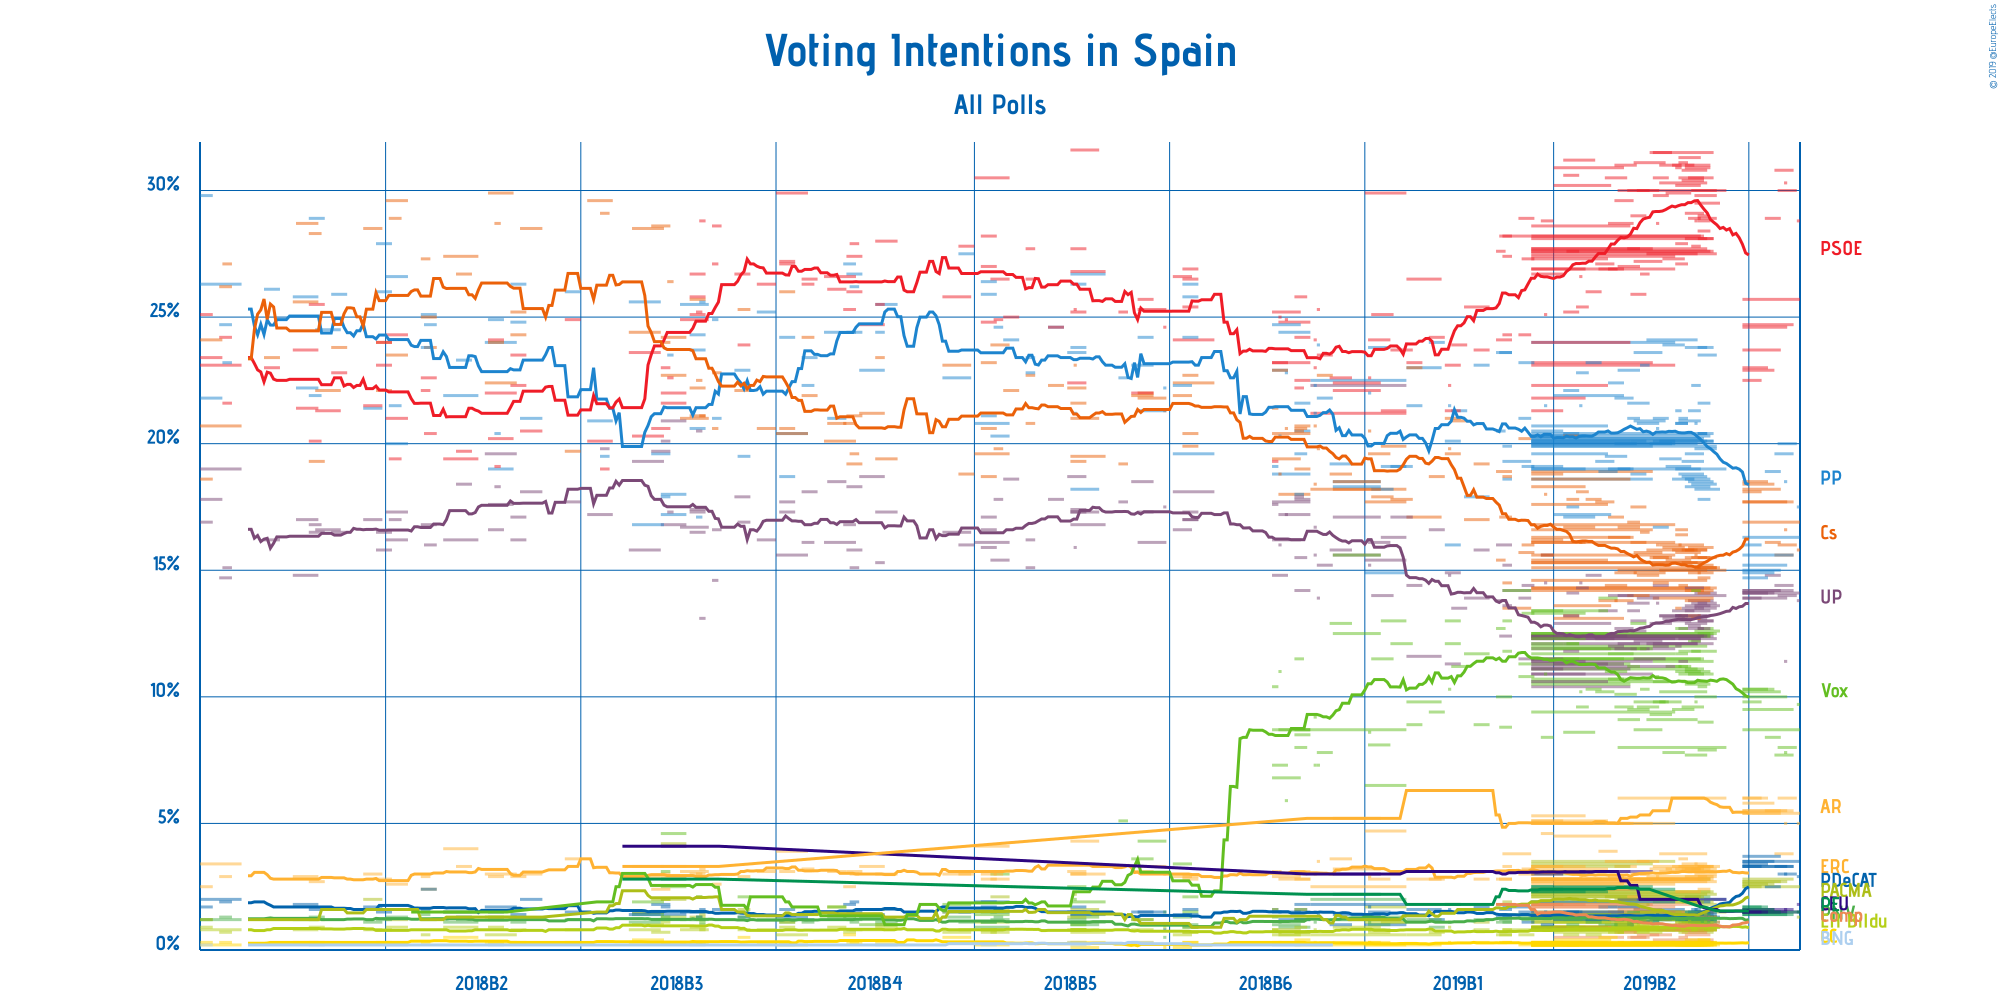 © 2019 @EuropeElects
Voting Intentions in Spain
All Polls
30%
25%
20%
15%
10%
5%
0%
PSOE
PP
Cs
UP
Vox
AR
ERC
PDeCAT
PACMA
CEU
EH Bildu
BNG
2018B2
2018B3
2018B4
2018B5
2018B6
2019B1
2019B2